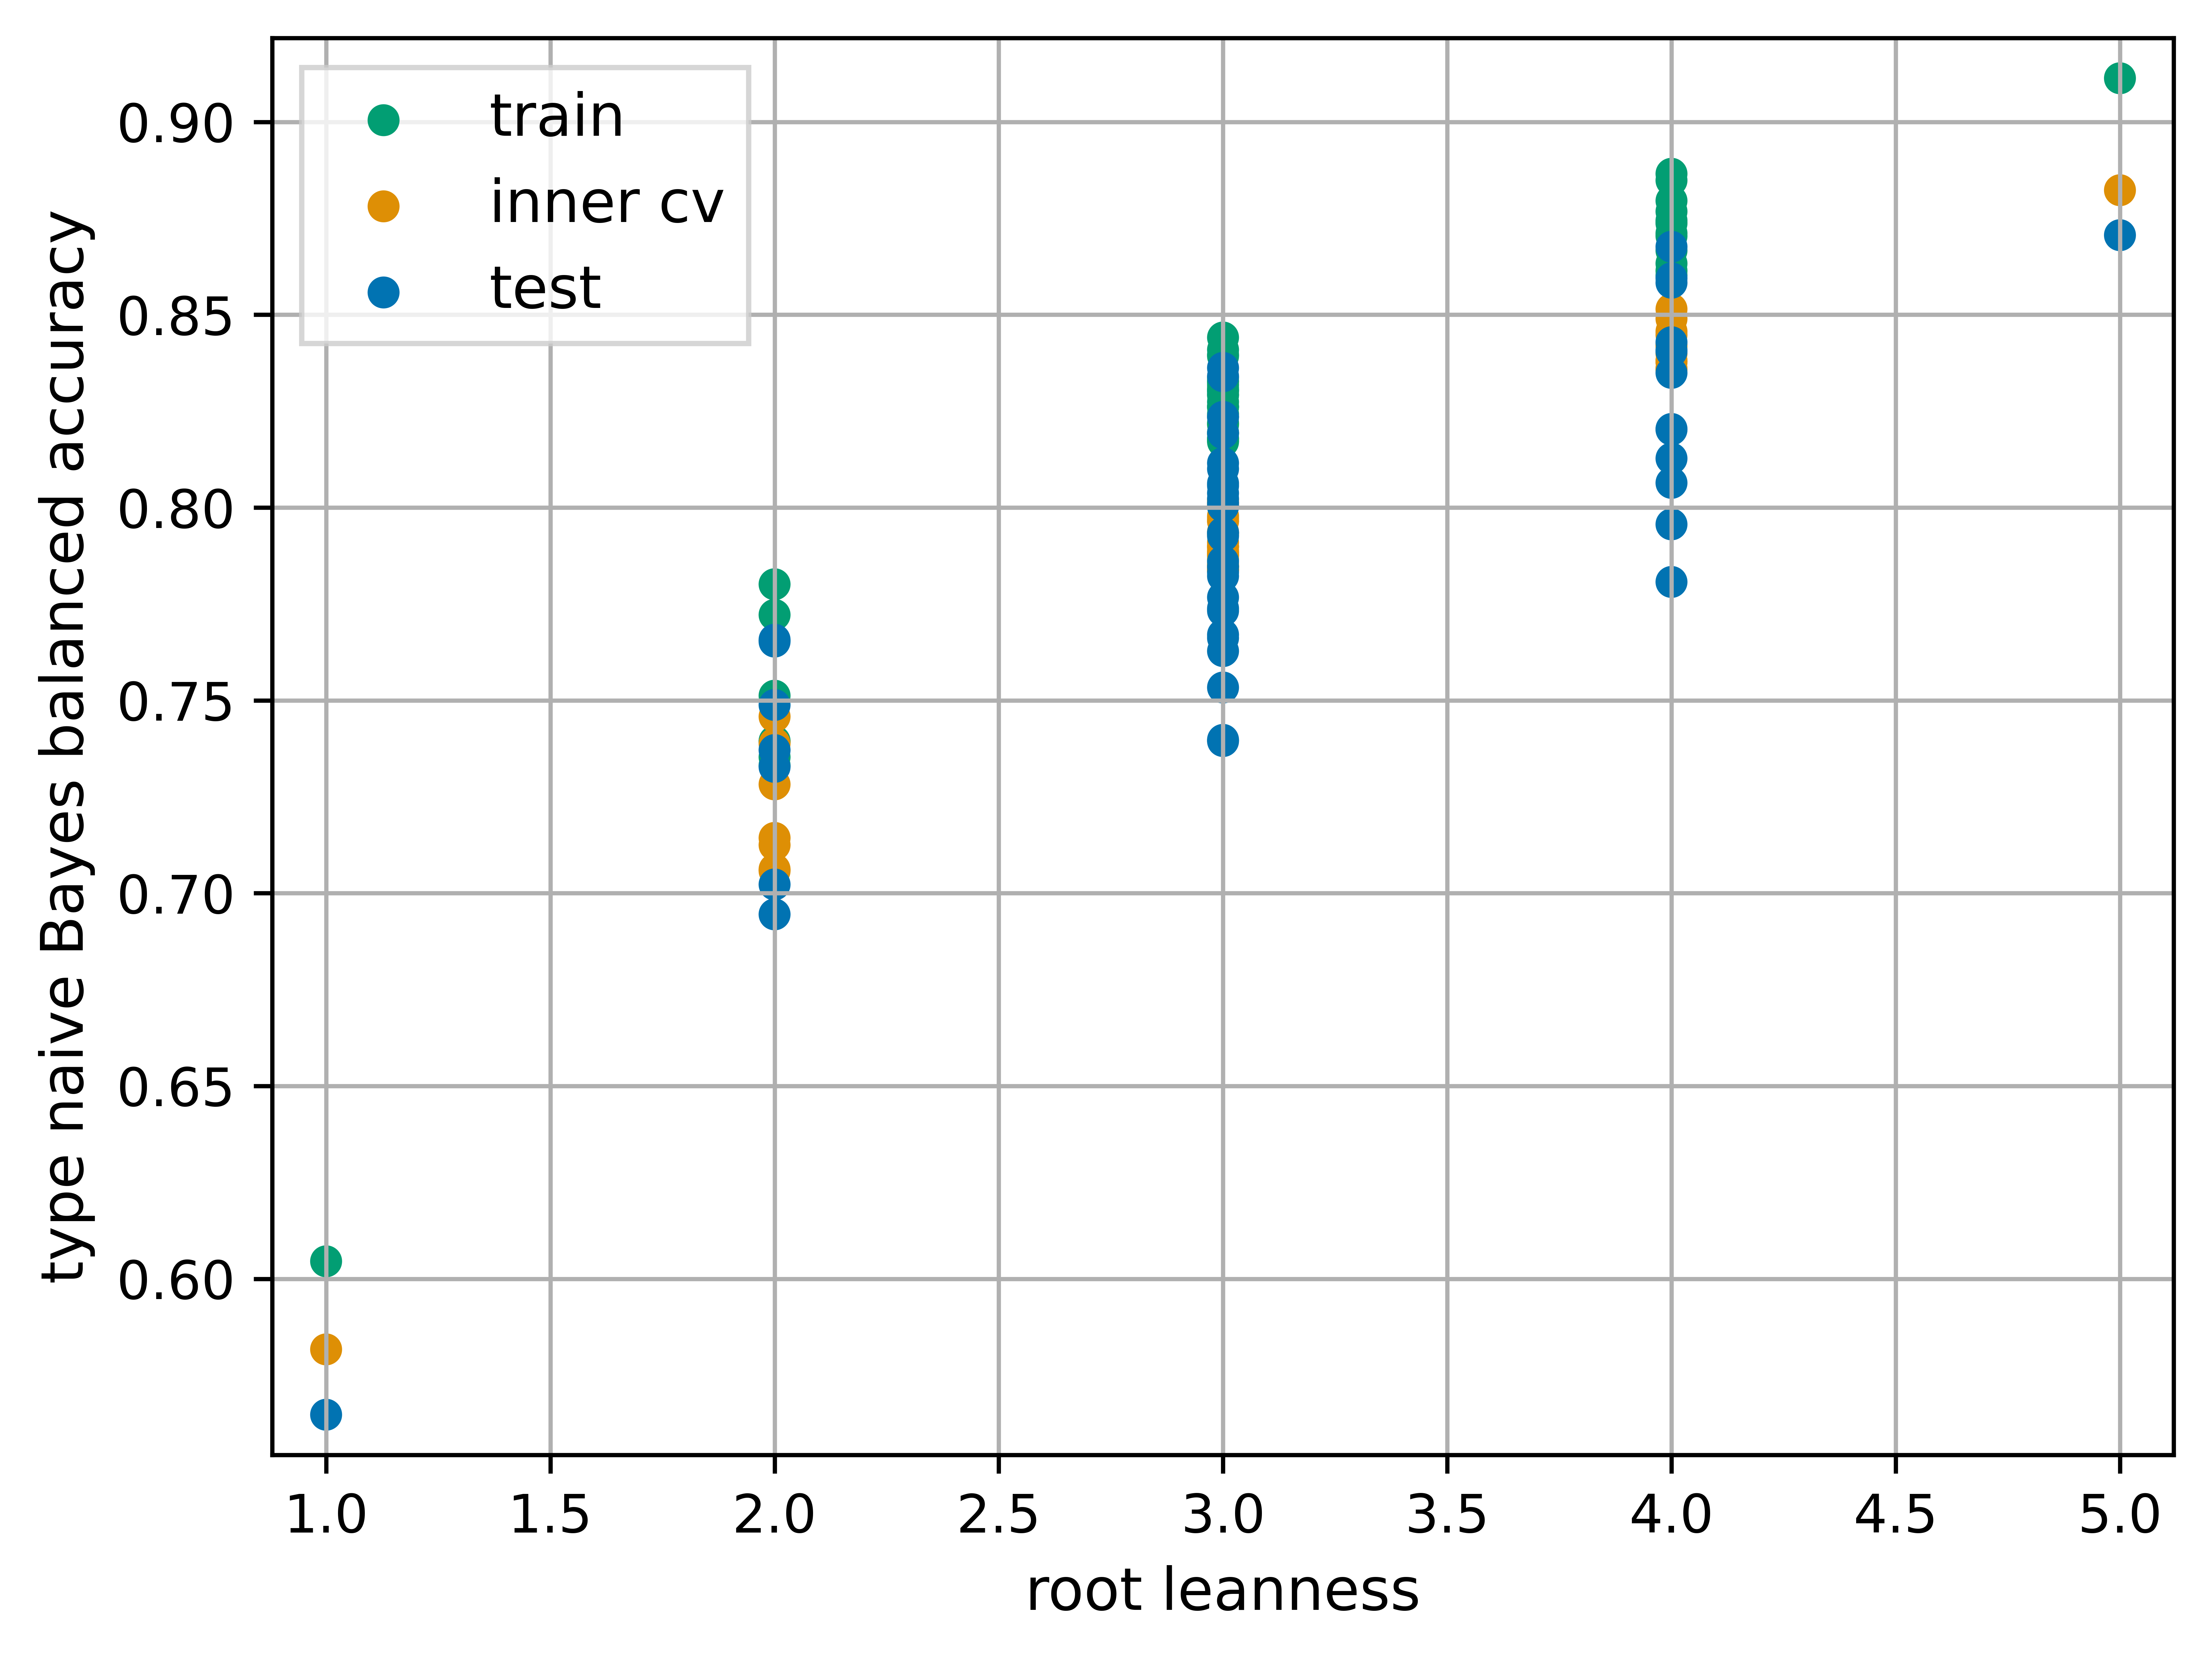 train
inner cv
test
type naive Bayes balanced accuracy
0.90
0.85
0.80
0.75
0.70
0.65
0.60
1.0 1.5 2.0 2.5 3.0 3.5 4.0 4.5 5.0
root leanness